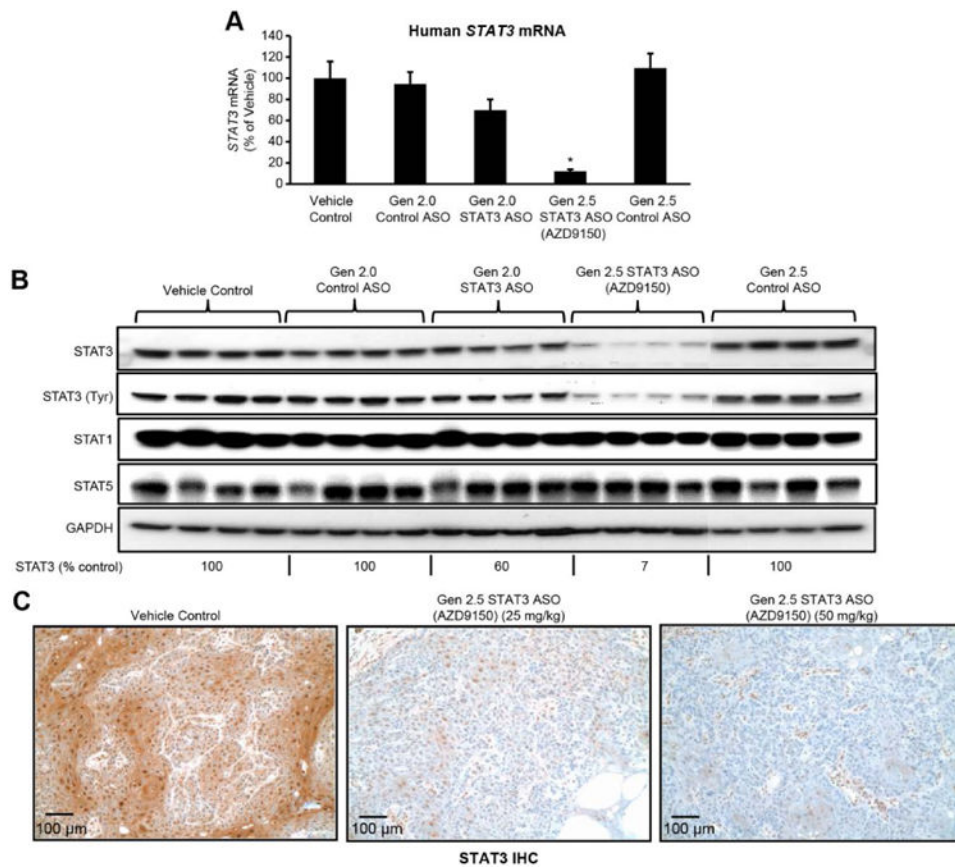 A
Human STAT3 mRNA
STAT3 mRNA
(% of Vehicle)
140
120
100
80
60
40
20
0
Vehicle
Control
Gen 2.0
Control ASO
Gen 2.0
STAT3 ASO
*
Gen 2.5
STAT3 ASO
(AZD9150)
Gen 2.5
Control ASO
B
Vehicle Control
Gen 2.0
Control ASO
Gen 2.0
STAT3 ASO
Gen 2.5 STAT3 ASO
(AZD9150)
Gen 2.5
Control ASO
STAT3
STAT3 (Tyr)
STAT1
STAT5
GAPDH
STAT3 (% control) 100 | 100 | 60 | 7 | 100
C
Vehicle Control
Gen 2.5 STAT3 ASO
(AZD9150) (25 mg/kg)
Gen 2.5 STAT3 ASO
(AZD9150) (50 mg/kg)
100 µm
100 µm
100 µm
STAT3 IHC